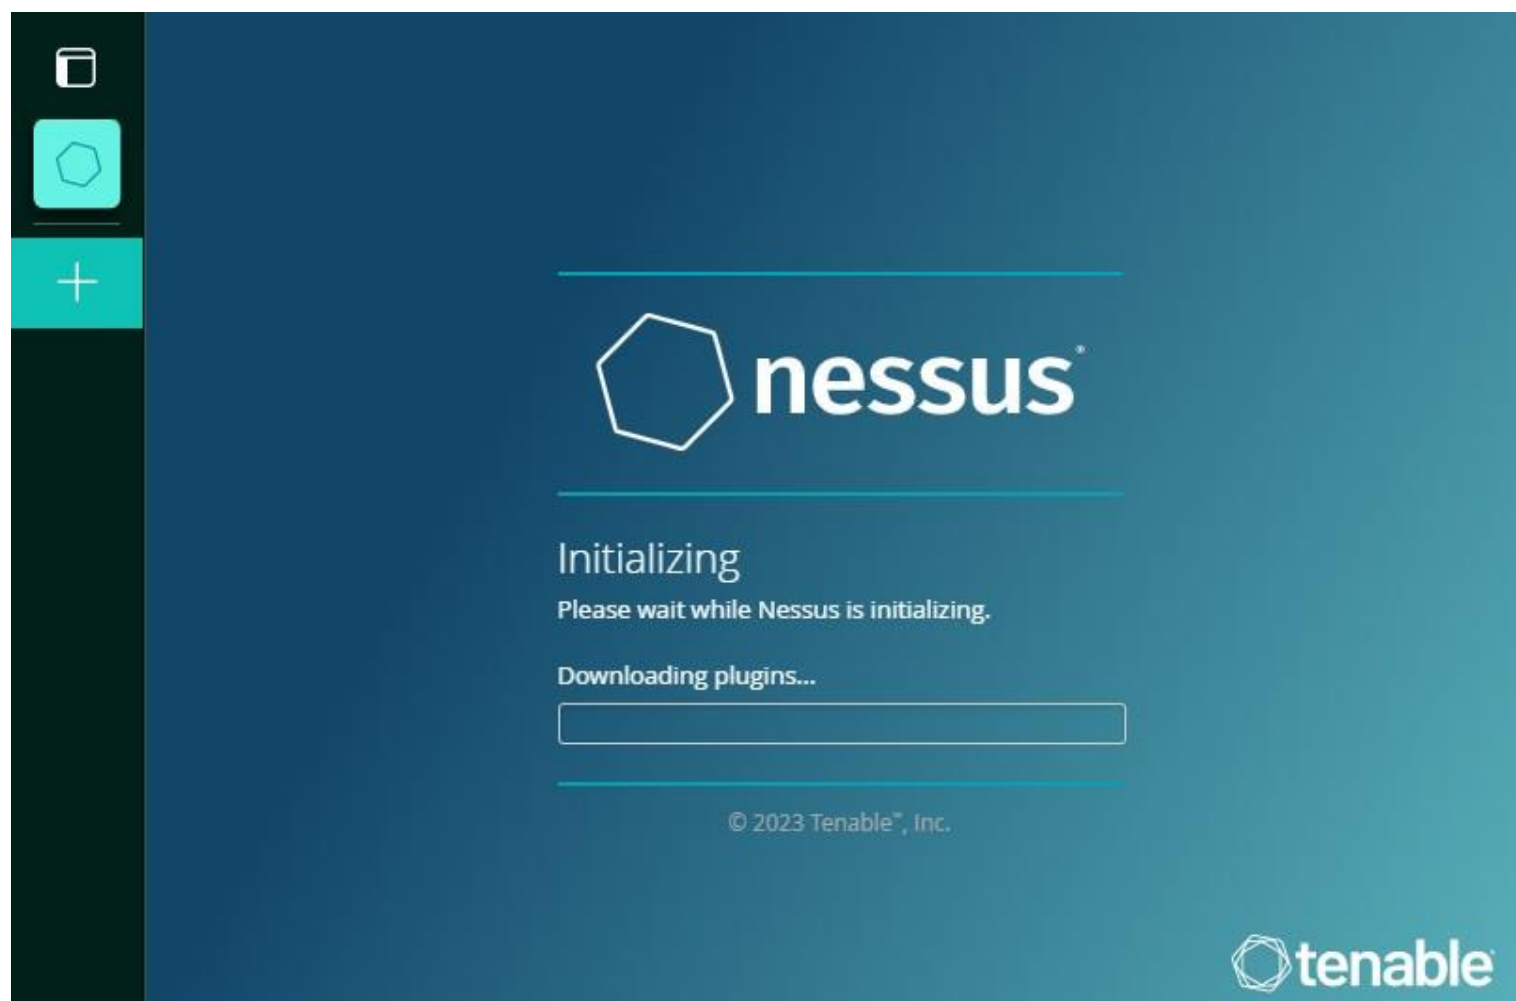 nessus®
Initializing
Please wait while Nessus is initializing.
Downloading plugins...
© 2023 Tenable™, Inc.
tenable